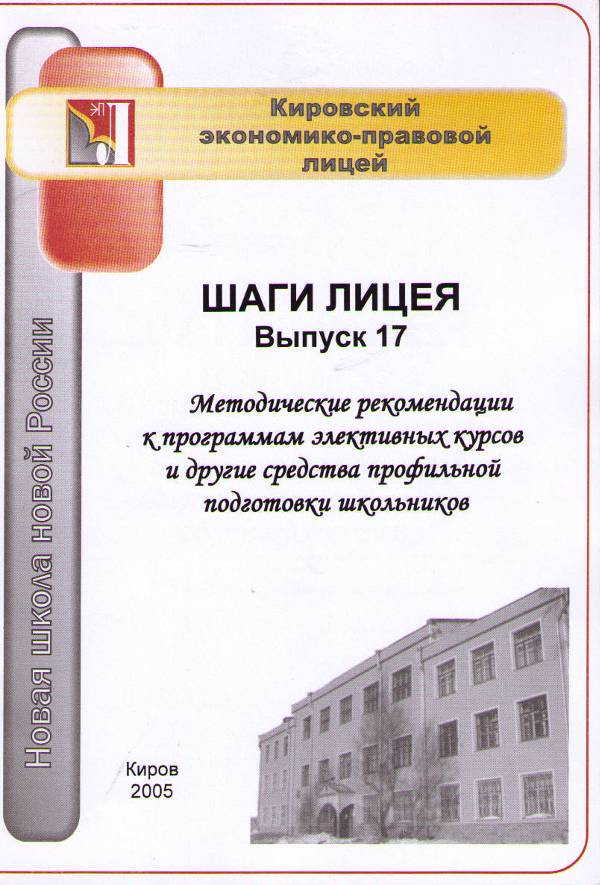 ЭП
Л
Кировский
экономико-правовой
лицей
ШАГИ ЛИЦЕЯ
Выпуск 17
Методические рекомендации
к программам элективных курсов
и другие средства профильной
подготовки школьников
Новая школа новой России
Киров
2005